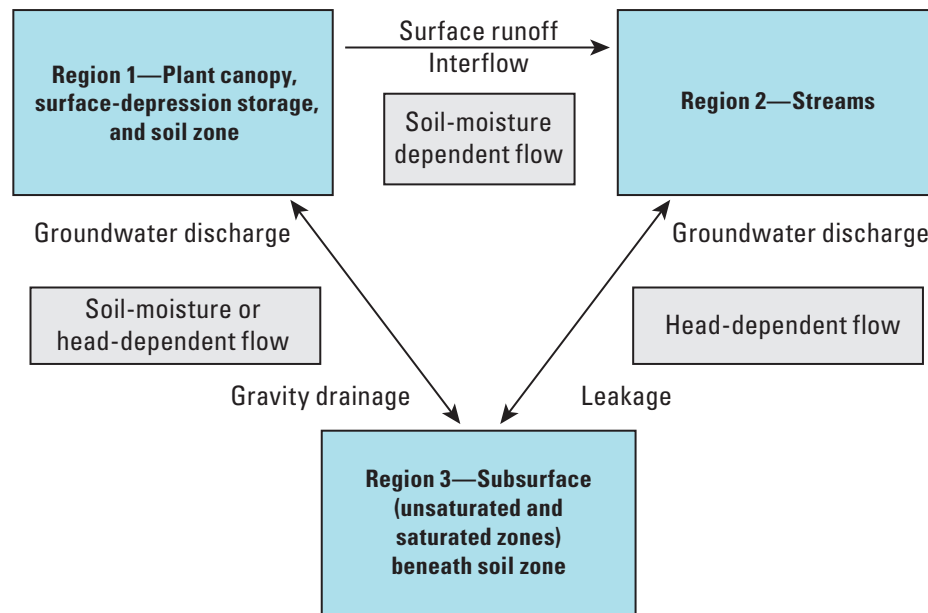 Region 1—Plant canopy,
surface-depression storage,
and soil zone
Surface runoff
Interflow
Soil-moisture
dependent flow
Region 2—Streams
Groundwater discharge
Groundwater discharge
Soil-moisture or
head-dependent flow
Head-dependent flow
Gravity drainage
Leakage
Region 3—Subsurface
(unsaturated and
saturated zones)
beneath soil zone